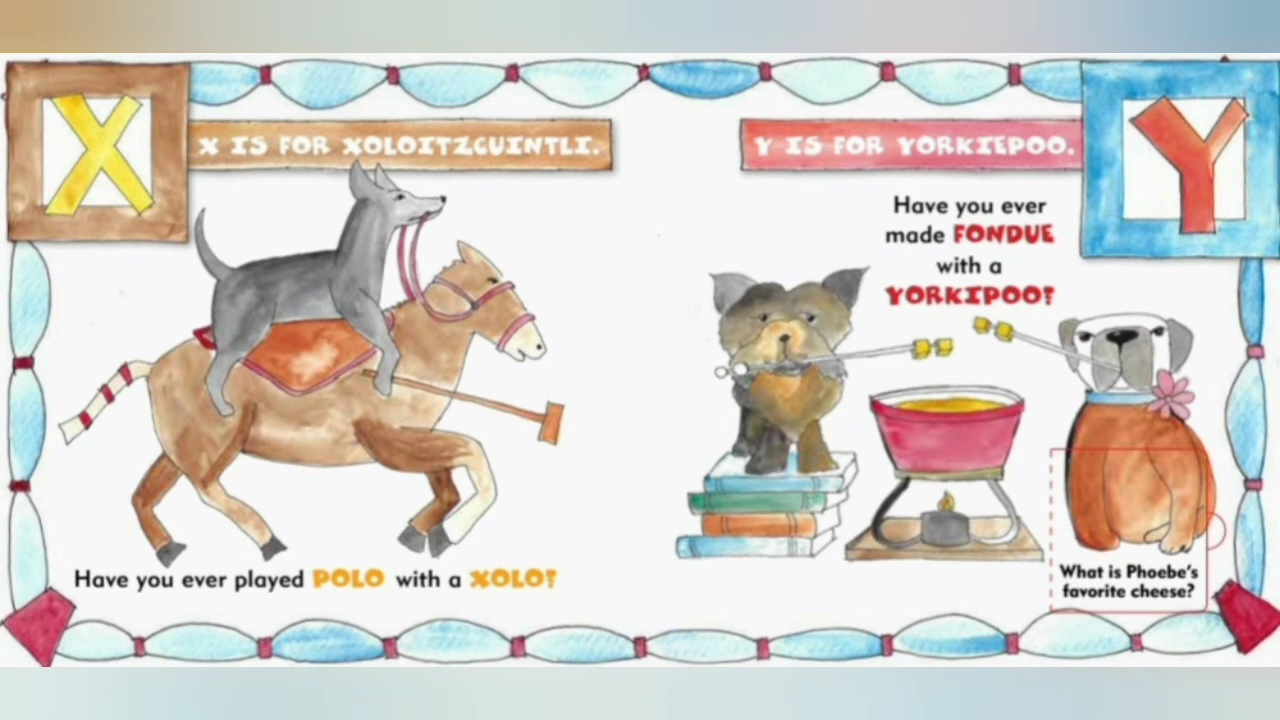 X
X IS FOR XOLOITZCUINTLI.
Have you ever played POLO with a XOLO?
Y IS FOR YORKIEPOO.
Y
Have you ever
made FONDUE
with a
YORKIPOO?
What is Phoebe's
favorite cheese?